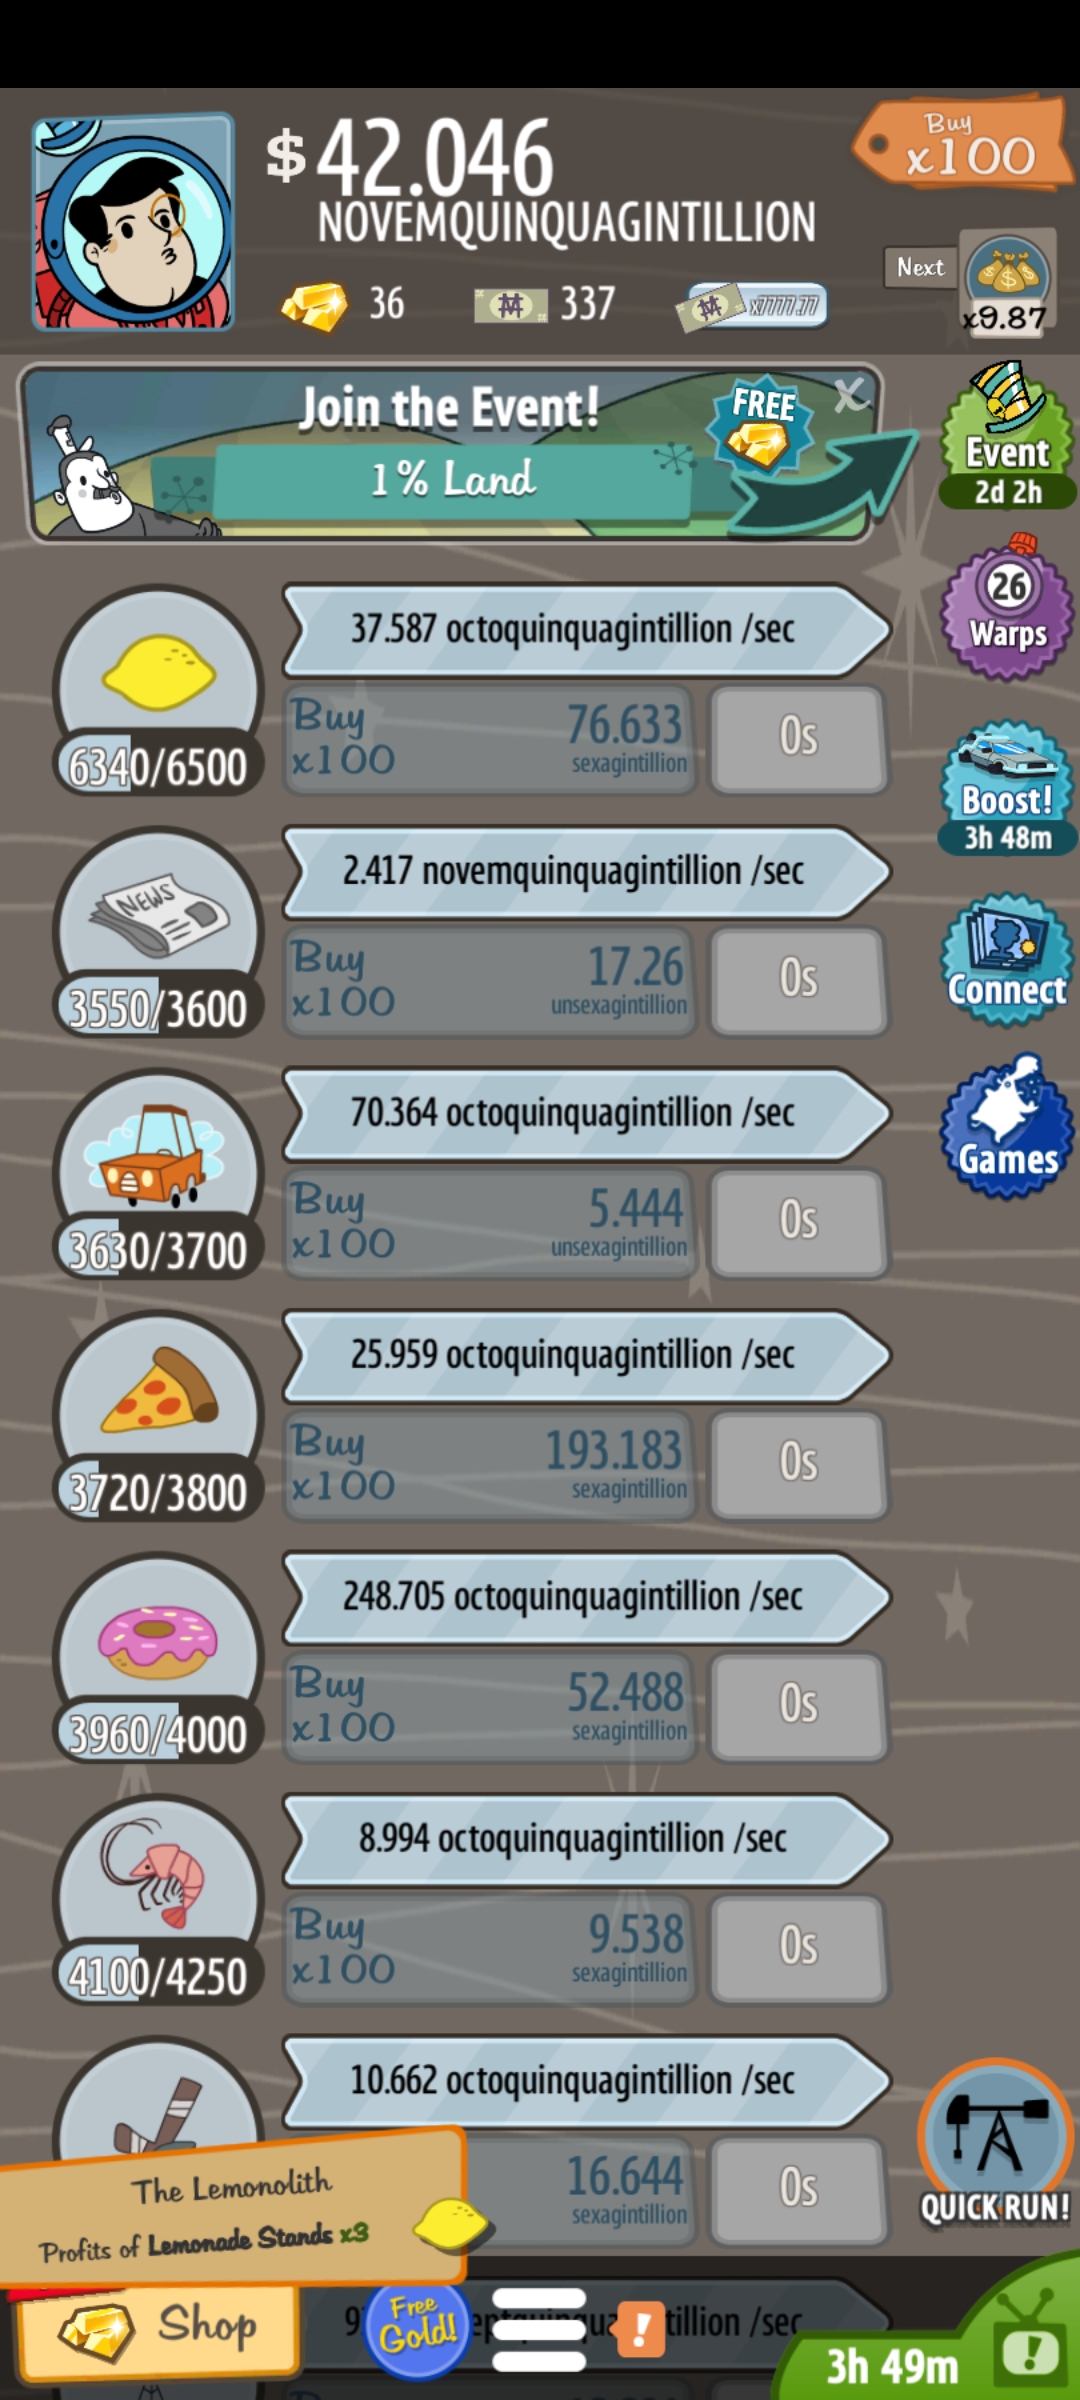 $42.046
NOVEMQUINQUAGINTILLION
Buy
x100
36
337
x7777.77
Next
x9.87
Join the Event!
1% Land
FREE
X
Event
2d 2h
37.587 octoquinquagintillion /sec
6340/6500
Buy
x100
76.633
sexagintillion
0s
26
Warps
Boost!
3h 48m
2.417 novemquinquagintillion /sec
NEWS
3550/3600
Buy
x100
17.26
unsexagintillion
0s
Connect
70.364 octoquinquagintillion /sec
3630/3700
Buy
x100
5.444
unsexagintillion
0s
Games
25.959 octoquinquagintillion /sec
3720/3800
Buy
x100
193.183
sexagintillion
0s
248.705 octoquinquagintillion /sec
3960/4000
Buy
x100
52.488
sexagintillion
0s
8.994 octoquinquagintillion /sec
4100/4250
Buy
x100
9.538
sexagintillion
0s
10.662 octoquinquagintillion /sec
16.644
sexagintillion
0s
QUICK RUN!
The Lemonolith
Profits of Lemonade Stands x3
Shop
Free
Gold!
!
tillion /sec
3h 49m
!